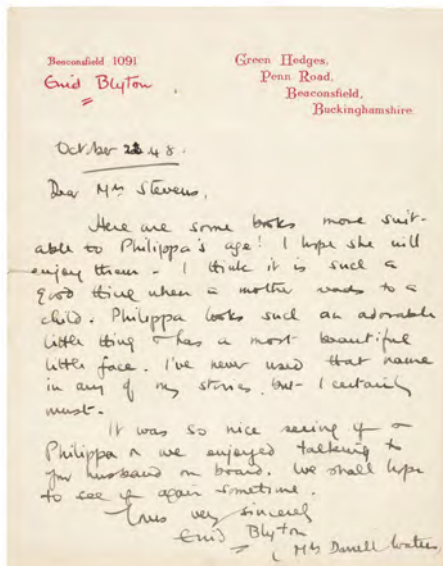 Beaconsfield 1091
Enid Blyton
Green Hedges,
Penn Road,
Beaconsfield,
Buckinghamshire.
October 48.
Dear Mrs Stevens,
Here are some books more suit-
able to Philippa's age! I hope she will
enjoy them - I think it is such a
good thing when a mother reads to a
child. Philippa looks such an adorable
little thing & has a most beautiful
little face. I've never used that name
in any of my stories, but I certainly
must.
It was so nice seeing you &
Philippa & we enjoyed talking to
your husband on board. We shall hope
to see you again sometime.
Yours very sincerely
Enid Blyton
(Mrs Darrell Waters)